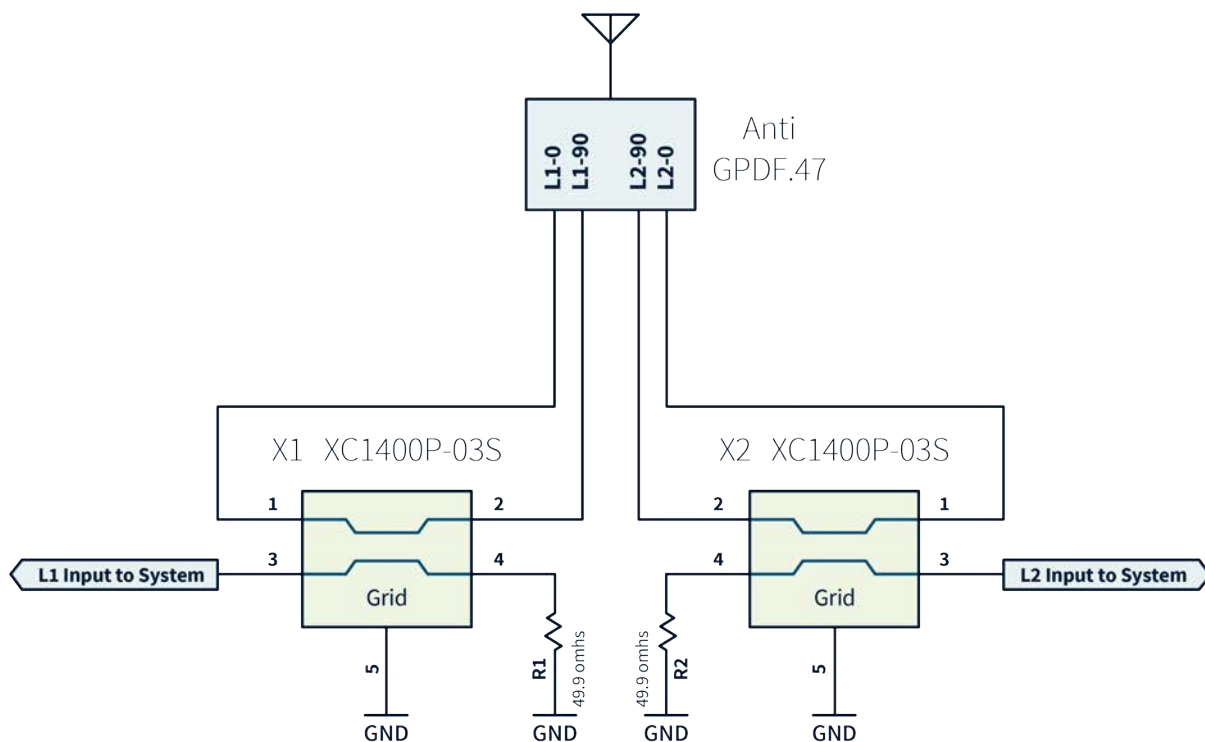 Anti
GPDF.47
L1-0
L1-90
L2-90
L2-0
X1 XC1400P-03S
X2 XC1400P-03S
1
2
2
1
3
4
4
3
L1 Input to System
L2 Input to System
Grid
Grid
5
R1
49.9 omhs
49.9 omhs
R2
5
GND
GND
GND
GND